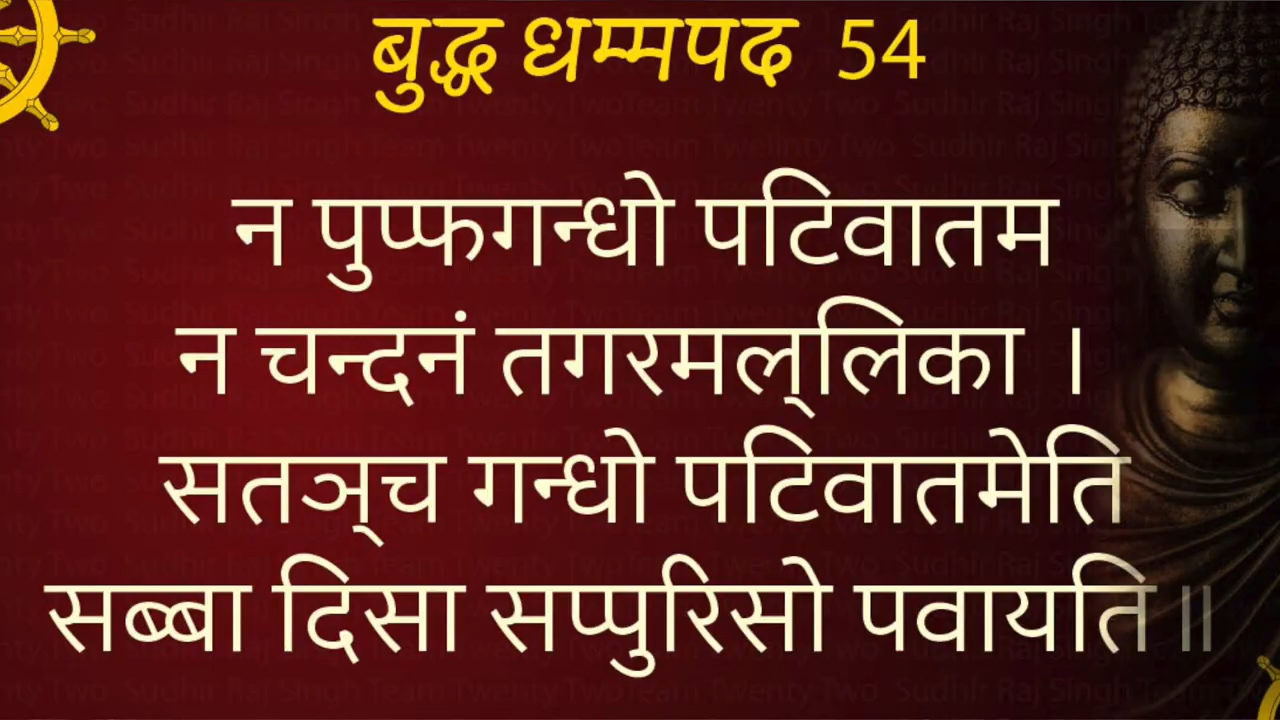 बुद्ध धम्मपद 54
न पुप्फगन्धो पटिवातम
न चन्दनं तगरमल्‌लिका ।
सतञ्‌च गन्धो पटिवातमेति
सब्बा दिसा सप्पुरिसो पवायति ॥